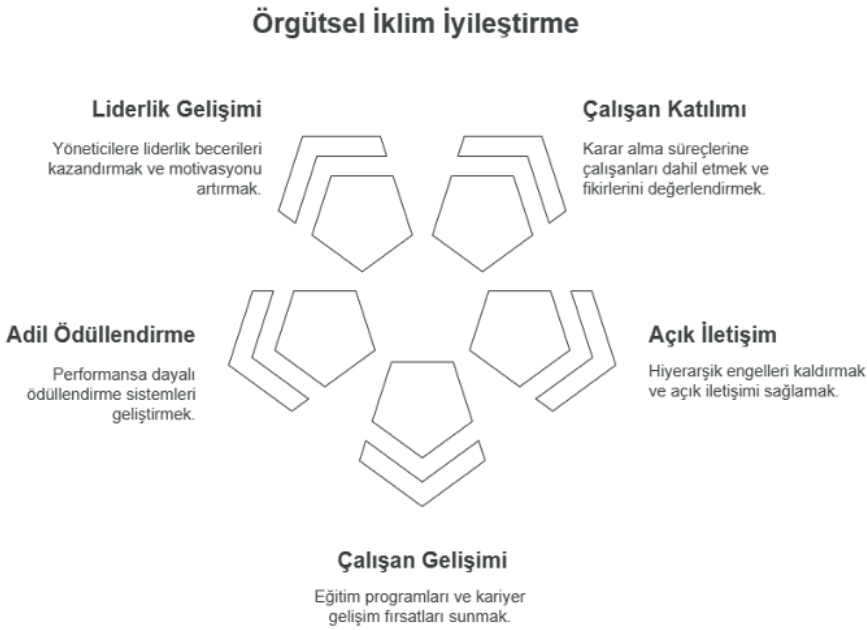 Örgütsel İklim İyileştirme
Liderlik Gelişimi
Yöneticilere liderlik becerileri
kazandırmak ve motivasyonu
artırmak.
Çalışan Katılımı
Karar alma süreçlerine
çalışanları dahil etmek ve
fikirlerini değerlendirmek.
Adil Ödüllendirme
Performansa dayalı
ödüllendirme sistemleri
geliştirmek.
Açık İletişim
Hiyerarşik engelleri kaldırmak
ve açık iletişimi sağlamak.
Çalışan Gelişimi
Eğitim programları ve kariyer
gelişim fırsatları sunmak.